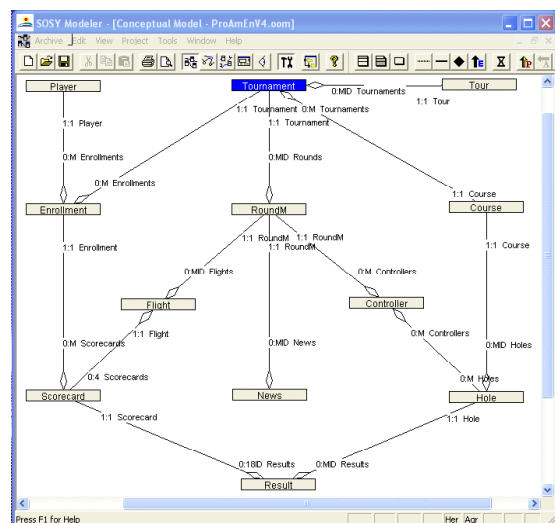 SOSY Modeler - [Conceptual Model - ProAmEnV4.oom]
Archive Edit View Project Tools Window Help
Player
Tournament
Tour
0:MID Tournaments
1:1 Tour
1:1 Tournament 0:M Tournaments
1:1 Tournament
1:1 Player
0:M Enrollments
0:MID Rounds
0:M Enrollments
1:1 Course
Enrollment
RoundM
Course
1:1 Enrollment
1:1 RoundM 1:1 RoundM
1:1 RoundM
1:1 Course
0:MID Flights
0:M Controllers
Flight
Controller
1:1 Flight
0:M Controllers
0:M Scorecards
0:MID News
0:MID Holes
0:4 Scorecards
0:M Holes
Scorecard
News
Hole
1:1 Scorecard
1:1 Hole
0:18ID Results
0:MID Results
Result
Press F1 for Help
Her Agr